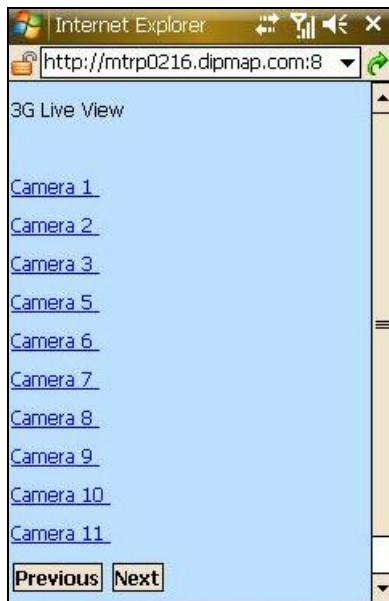 Internet Explorer
http://mtrp0216.dipmap.com:8
3G Live View
Camera 1
Camera 2
Camera 3
Camera 5
Camera 6
Camera 7
Camera 8
Camera 9
Camera 10
Camera 11
Previous Next